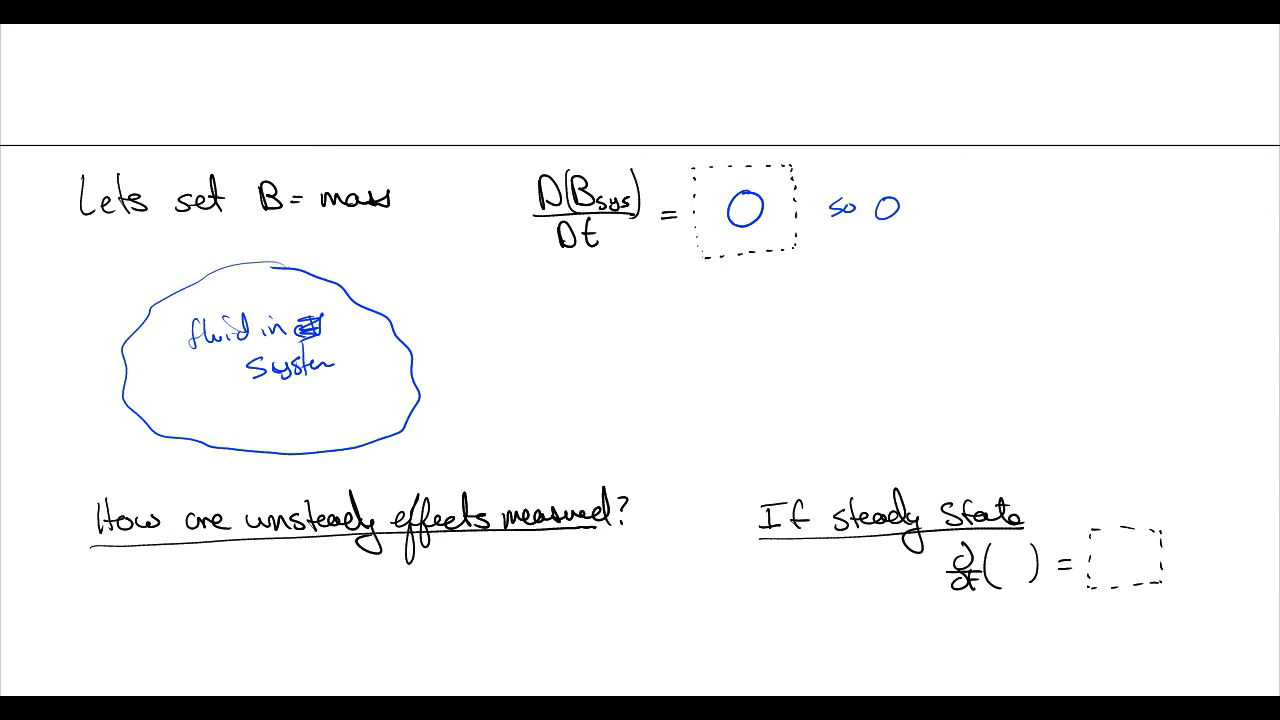 Lets set B = mass
D(Bsys)/Dt = 0 so 0
fluid in
system
How are unsteady effects measured?
If steady state
∂/∂t( ) =